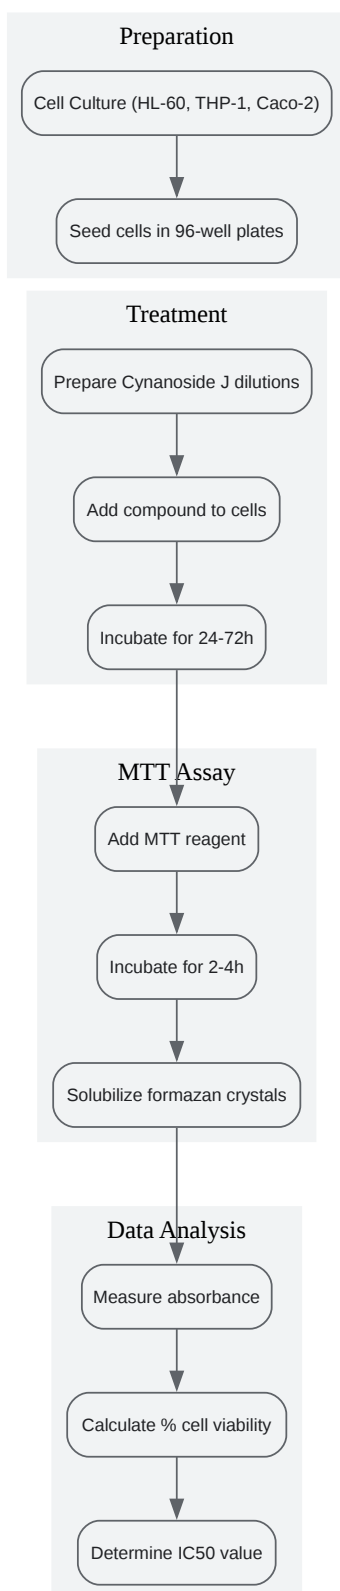 Preparation
Cell Culture (HL-60, THP-1, Caco-2)
Seed cells in 96-well plates
Treatment
Prepare Cynanoside J dilutions
Add compound to cells
Incubate for 24-72h
MTT Assay
Add MTT reagent
Incubate for 2-4h
Solubilize formazan crystals
Data Analysis
Measure absorbance
Calculate % cell viability
Determine IC50 value